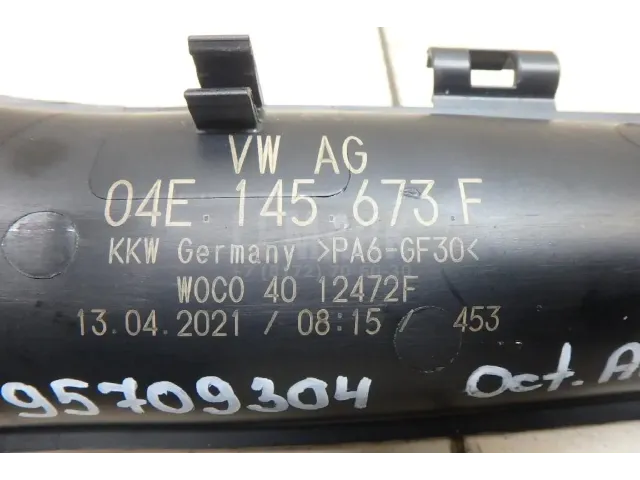 VW AG
04E.145.673 F
KKW Germany >PA6-GF30<
WOCO 40 12472F
13.04.2021 / 08:15 / 453
95709304 Oct. A